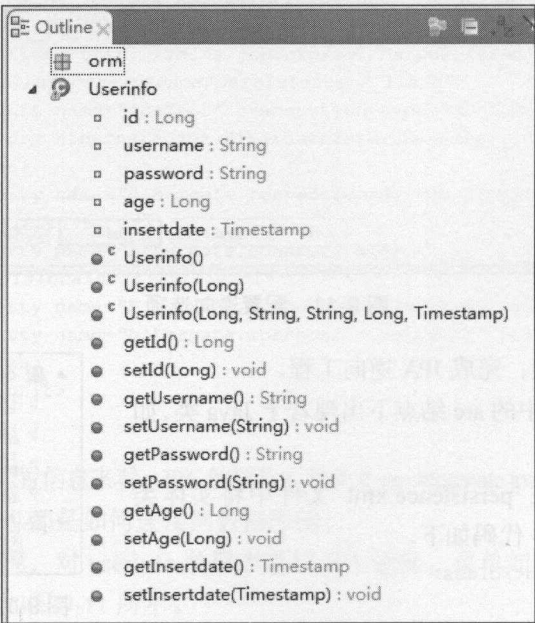 Outline
orm
Userinfo
id : Long
username : String
password : String
age : Long
insertdate : Timestamp
C Userinfo()
C Userinfo(Long)
C Userinfo(Long, String, String, Long, Timestamp)
getId() : Long
setId(Long) : void
getUsername() : String
setUsername(String) : void
getPassword() : String
setPassword(String) : void
getAge() : Long
setAge(Long) : void
getInsertdate() : Timestamp
setInsertdate(Timestamp) : void